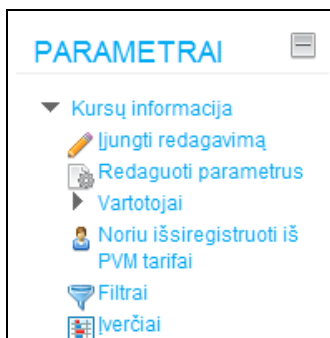 PARAMETRAI
Kursų informacija
Įjungti redagavimą
Redaguoti parametrus
Vartotojai
Noriu išsiregistruoti iš
PVM tarifai
Filtrai
Įverčiai